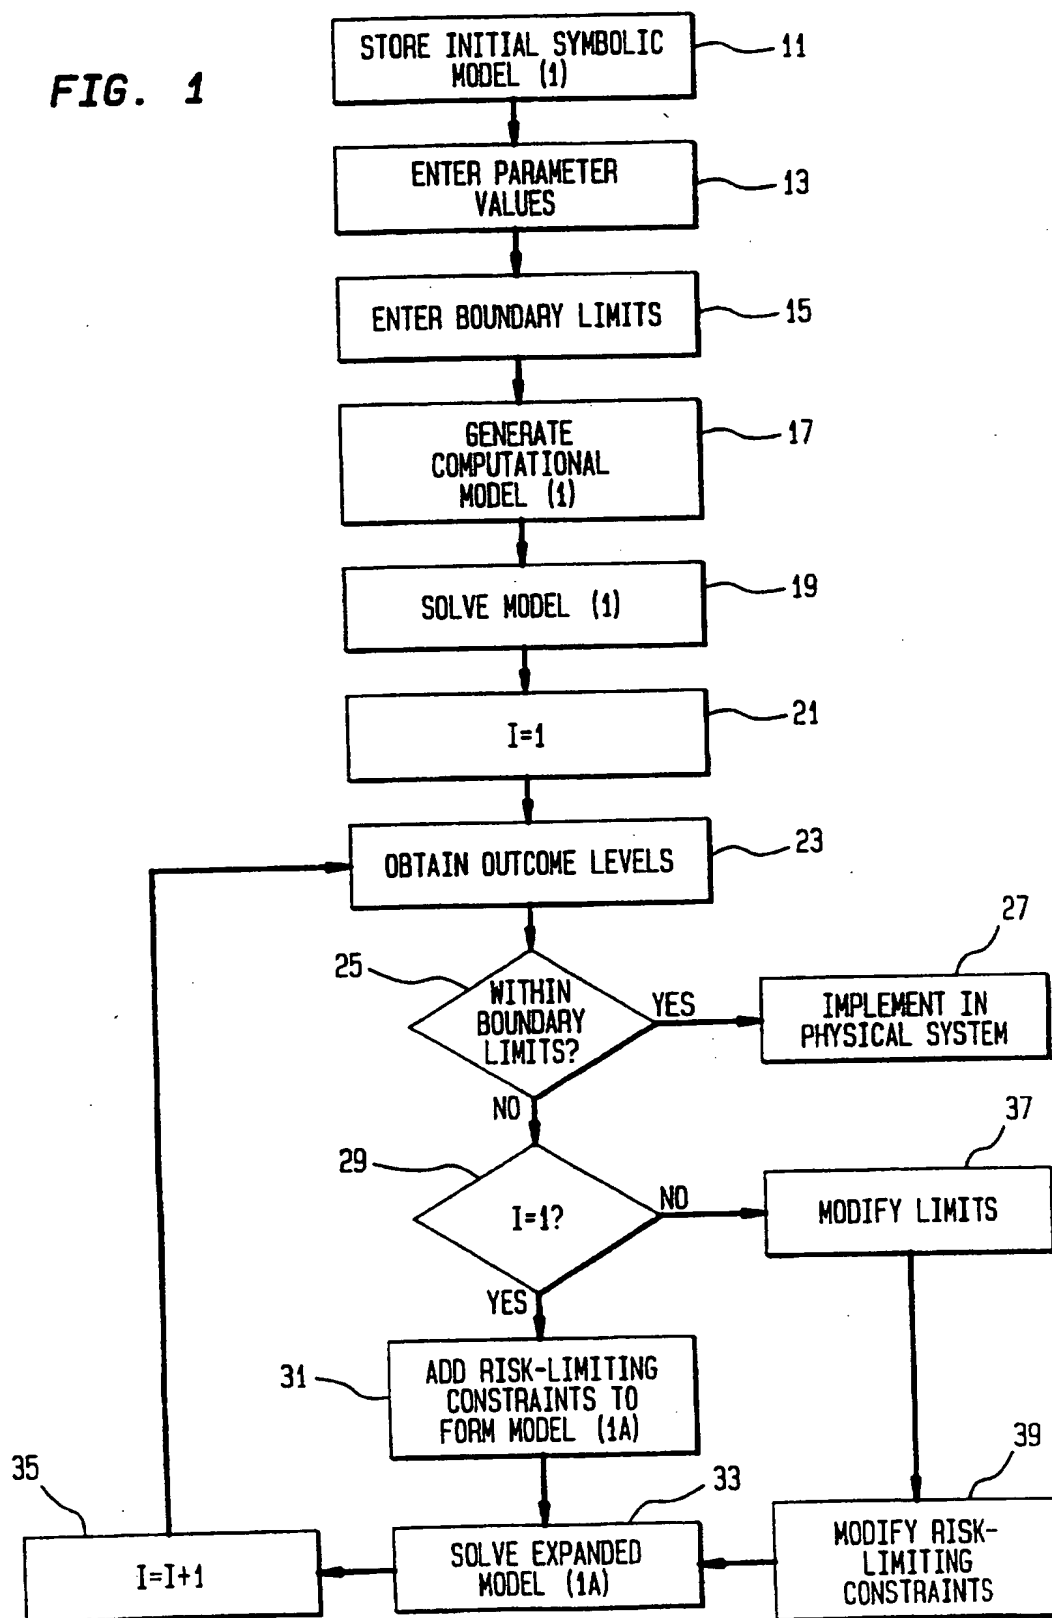 FIG. 1
STORE INITIAL SYMBOLIC
MODEL (1)
11
ENTER PARAMETER
VALUES
13
ENTER BOUNDARY LIMITS
15
GENERATE
COMPUTATIONAL
MODEL (1)
17
SOLVE MODEL (1)
19
I=1
21
OBTAIN OUTCOME LEVELS
23
25
WITHIN
BOUNDARY
LIMITS?
YES
27
IMPLEMENT IN
PHYSICAL SYSTEM
NO
29
I=1?
NO
37
MODIFY LIMITS
YES
31
ADD RISK-LIMITING
CONSTRAINTS TO
FORM MODEL (1A)
35
I=I+1
33
SOLVE EXPANDED
MODEL (1A)
39
MODIFY RISK-
LIMITING
CONSTRAINTS